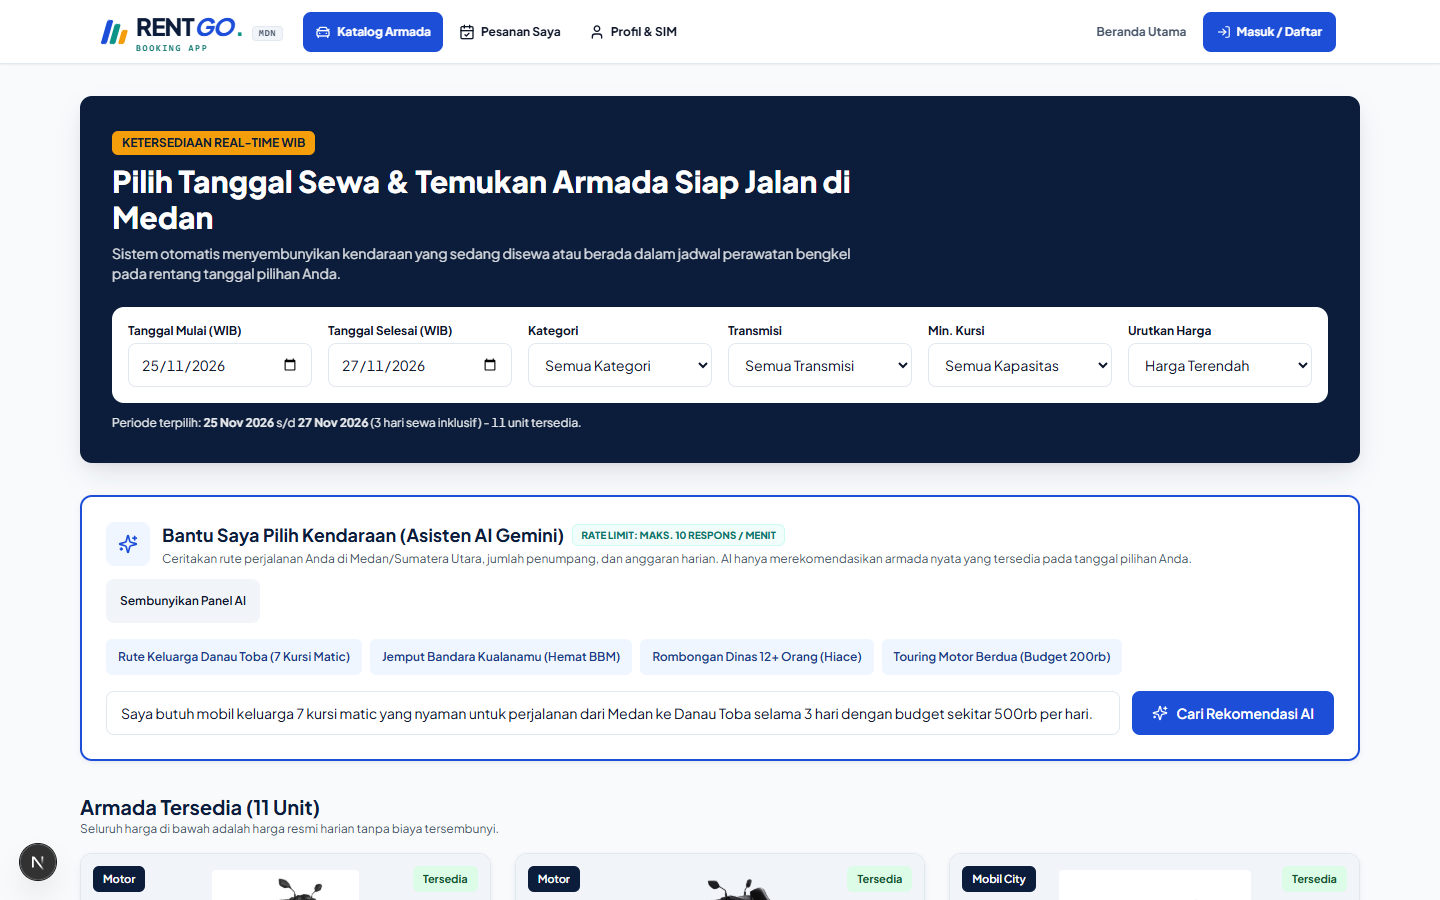 RENTGO.
MDN
BOOKING APP
Katalog Armada
Pesanan Saya
Profil & SIM
Beranda Utama
Masuk / Daftar
KETERSEDIAAN REAL-TIME WIB
Pilih Tanggal Sewa & Temukan Armada Siap Jalan di
Medan
Sistem otomatis menyembunyikan kendaraan yang sedang disewa atau berada dalam jadwal perawatan bengkel
pada rentang tanggal pilihan Anda.
Tanggal Mulai (WIB)
Tanggal Selesai (WIB)
Kategori
Transmisi
Min. Kursi
Urutkan Harga
25/11/2026
27/11/2026
Semua Kategori
Semua Transmisi
Semua Kapasitas
Harga Terendah
Periode terpilih: 25 Nov 2026 s/d 27 Nov 2026 (3 hari sewa inklusif) - 11 unit tersedia.
Bantu Saya Pilih Kendaraan (Asisten AI Gemini)
RATE LIMIT: MAKS. 10 RESPONS / MENIT
Ceritakan rute perjalanan Anda di Medan/Sumatera Utara, jumlah penumpang, dan anggaran harian. AI hanya merekomendasikan armada nyata yang tersedia pada tanggal pilihan Anda.
Sembunyikan Panel AI
Rute Keluarga Danau Toba (7 Kursi Matic)
Jemput Bandara Kualanamu (Hemat BBM)
Rombongan Dinas 12+ Orang (Hiace)
Touring Motor Berdua (Budget 200rb)
Saya butuh mobil keluarga 7 kursi matic yang nyaman untuk perjalanan dari Medan ke Danau Toba selama 3 hari dengan budget sekitar 500rb per hari.
Cari Rekomendasi AI
Armada Tersedia (11 Unit)
Seluruh harga di bawah adalah harga resmi harian tanpa biaya tersembunyi.
Motor
Tersedia
Motor
Tersedia
Mobil City
Tersedia
N